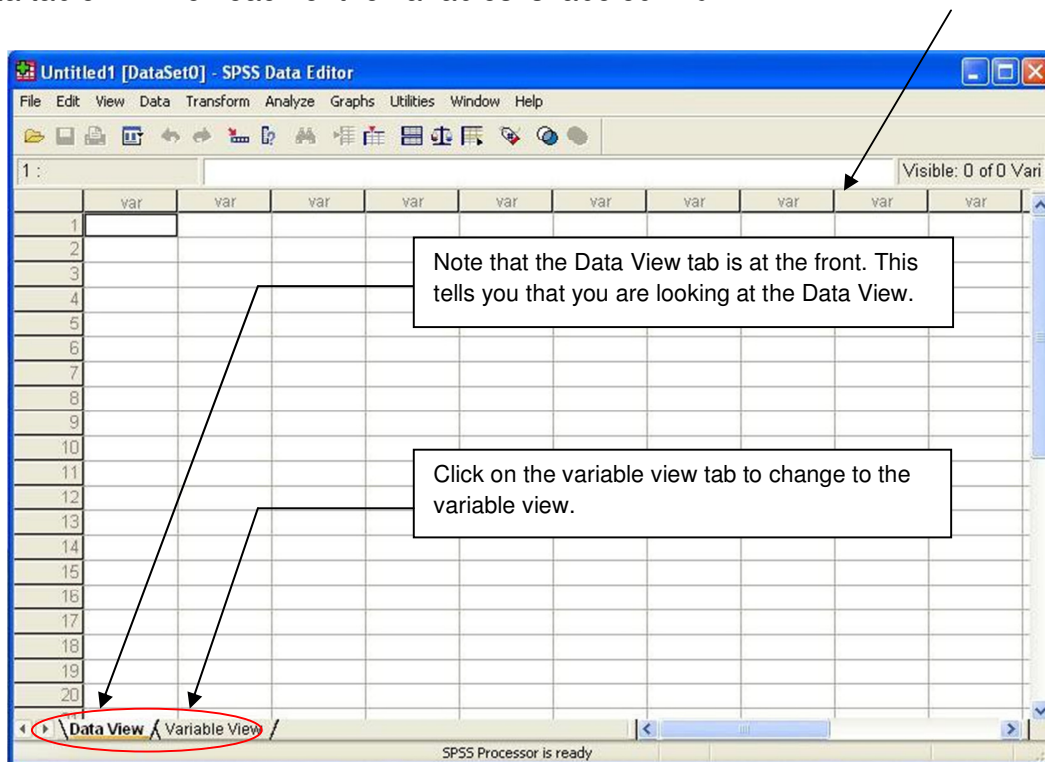 Untitled1 [DataSet0] - SPSS Data Editor
File Edit View Data Transform Analyze Graphs Utilities Window Help
1 :
Visible: 0 of 0 Vari
var var var var var var var var var var
1
2
3
4
5
6
7
8
9
10
11
12
13
14
15
16
17
18
19
20
Note that the Data View tab is at the front. This
tells you that you are looking at the Data View.
Click on the variable view tab to change to the
variable view.
Data View Variable View
SPSS Processor is ready